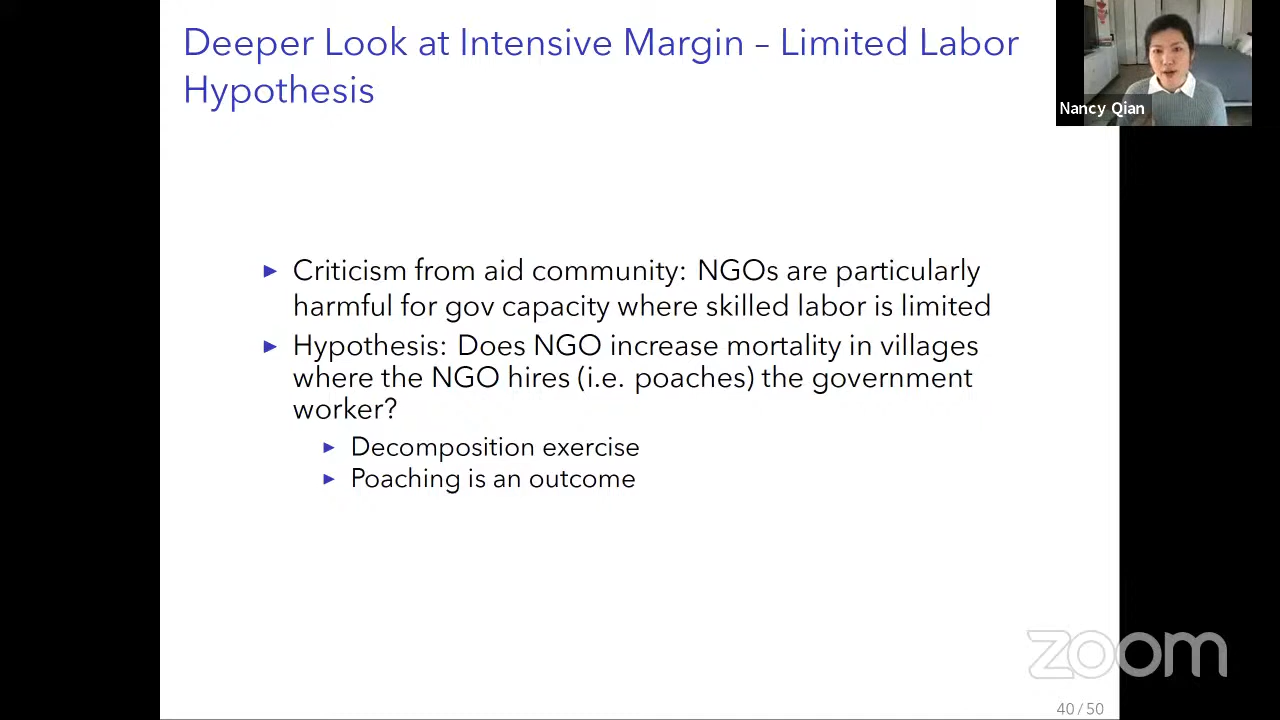 Deeper Look at Intensive Margin – Limited Labor
Hypothesis
Nancy Qian
► Criticism from aid community: NGOs are particularly
harmful for gov capacity where skilled labor is limited
► Hypothesis: Does NGO increase mortality in villages
where the NGO hires (i.e. poaches) the government
worker?
► Decomposition exercise
► Poaching is an outcome
zoom
40 / 50